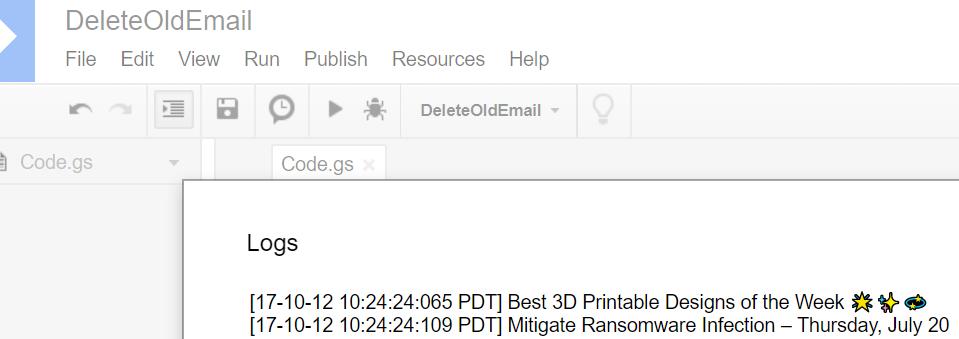 DeleteOldEmail
File Edit View Run Publish Resources Help
DeleteOldEmail
Code.gs Code.gs
Logs
[17-10-12 10:24:24:065 PDT] Best 3D Printable Designs of the Week 🌟 ✨ 💫
[17-10-12 10:24:24:109 PDT] Mitigate Ransomware Infection – Thursday, July 20